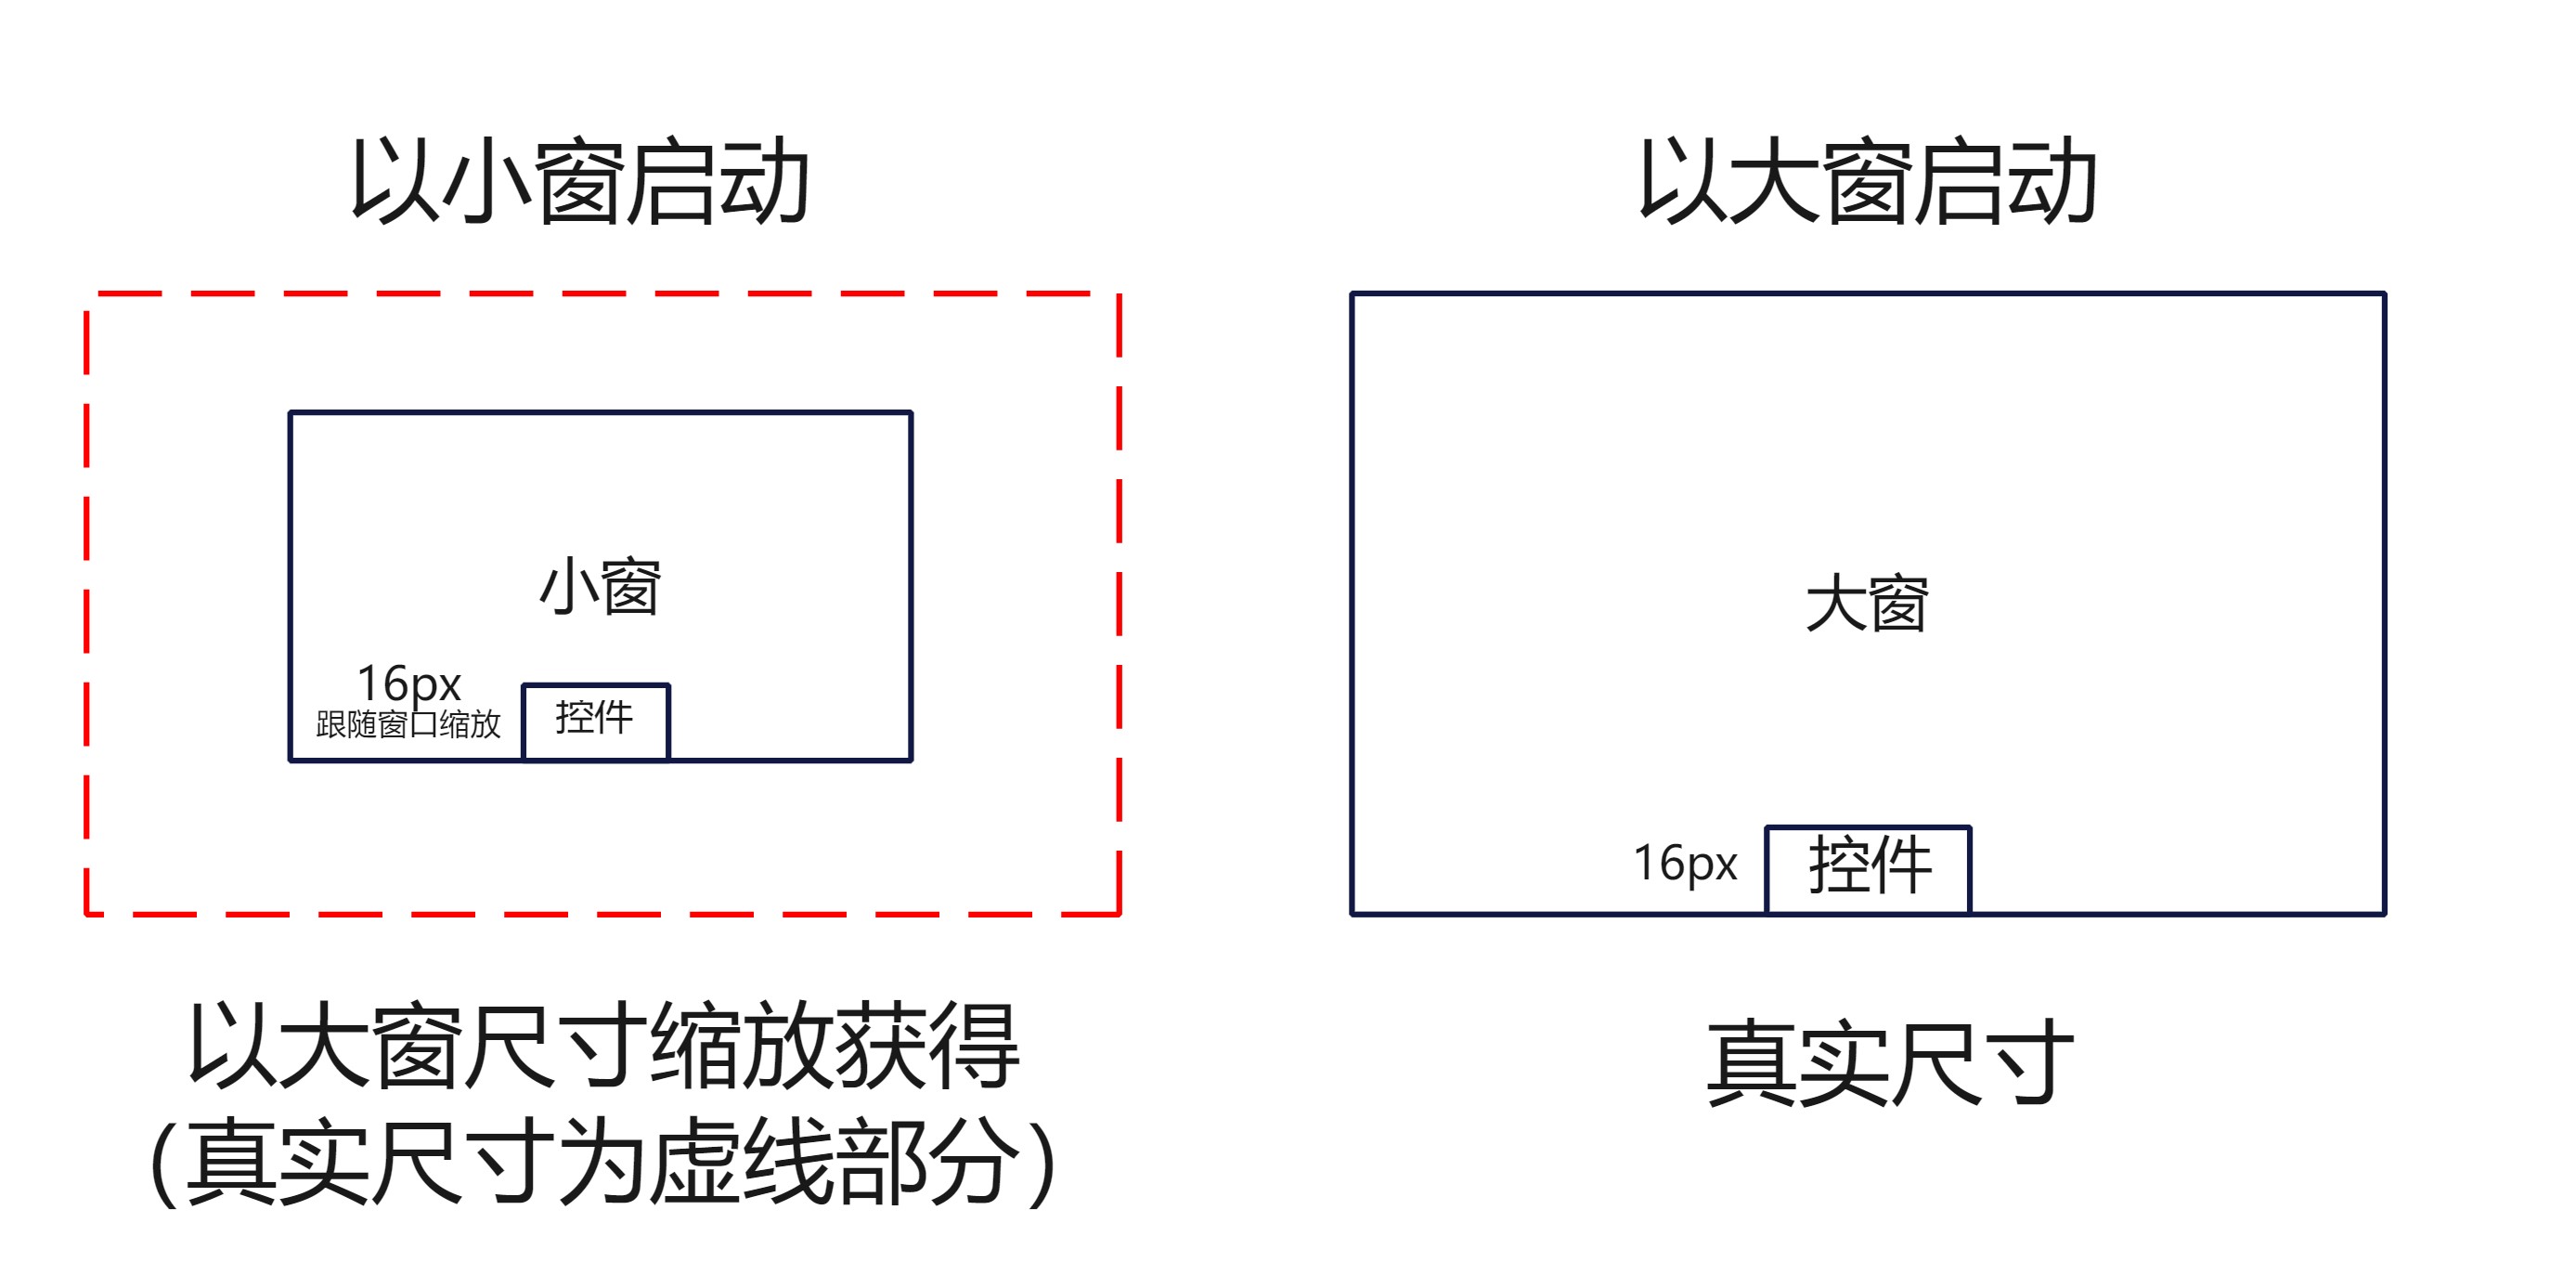 以小窗启动
以大窗启动
小窗
16px
跟随窗口缩放
控件
大窗
16px
控件
以大窗尺寸缩放获得
(真实尺寸为虚线部分)
真实尺寸